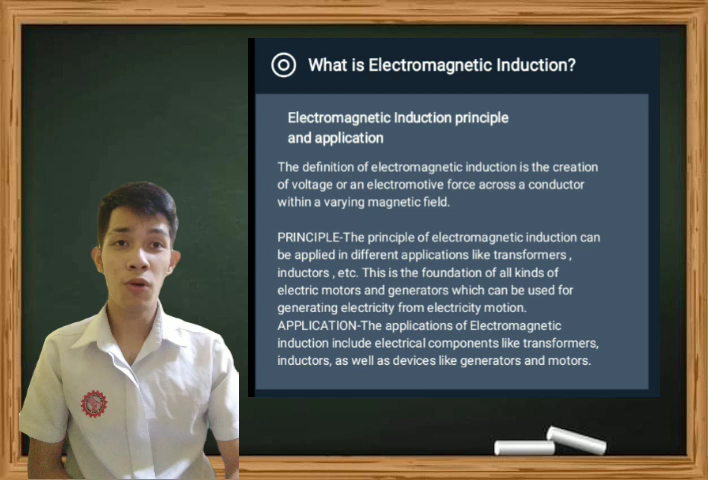 What is Electromagnetic Induction?
Electromagnetic Induction principle
and application
The definition of electromagnetic induction is the creation
of voltage or an electromotive force across a conductor
within a varying magnetic field.
PRINCIPLE-The principle of electromagnetic induction can
be applied in different applications like transformers ,
inductors , etc. This is the foundation of all kinds of
electric motors and generators which can be used for
generating electricity from electricity motion.
APPLICATION-The applications of Electromagnetic
induction include electrical components like transformers,
inductors, as well as devices like generators and motors.